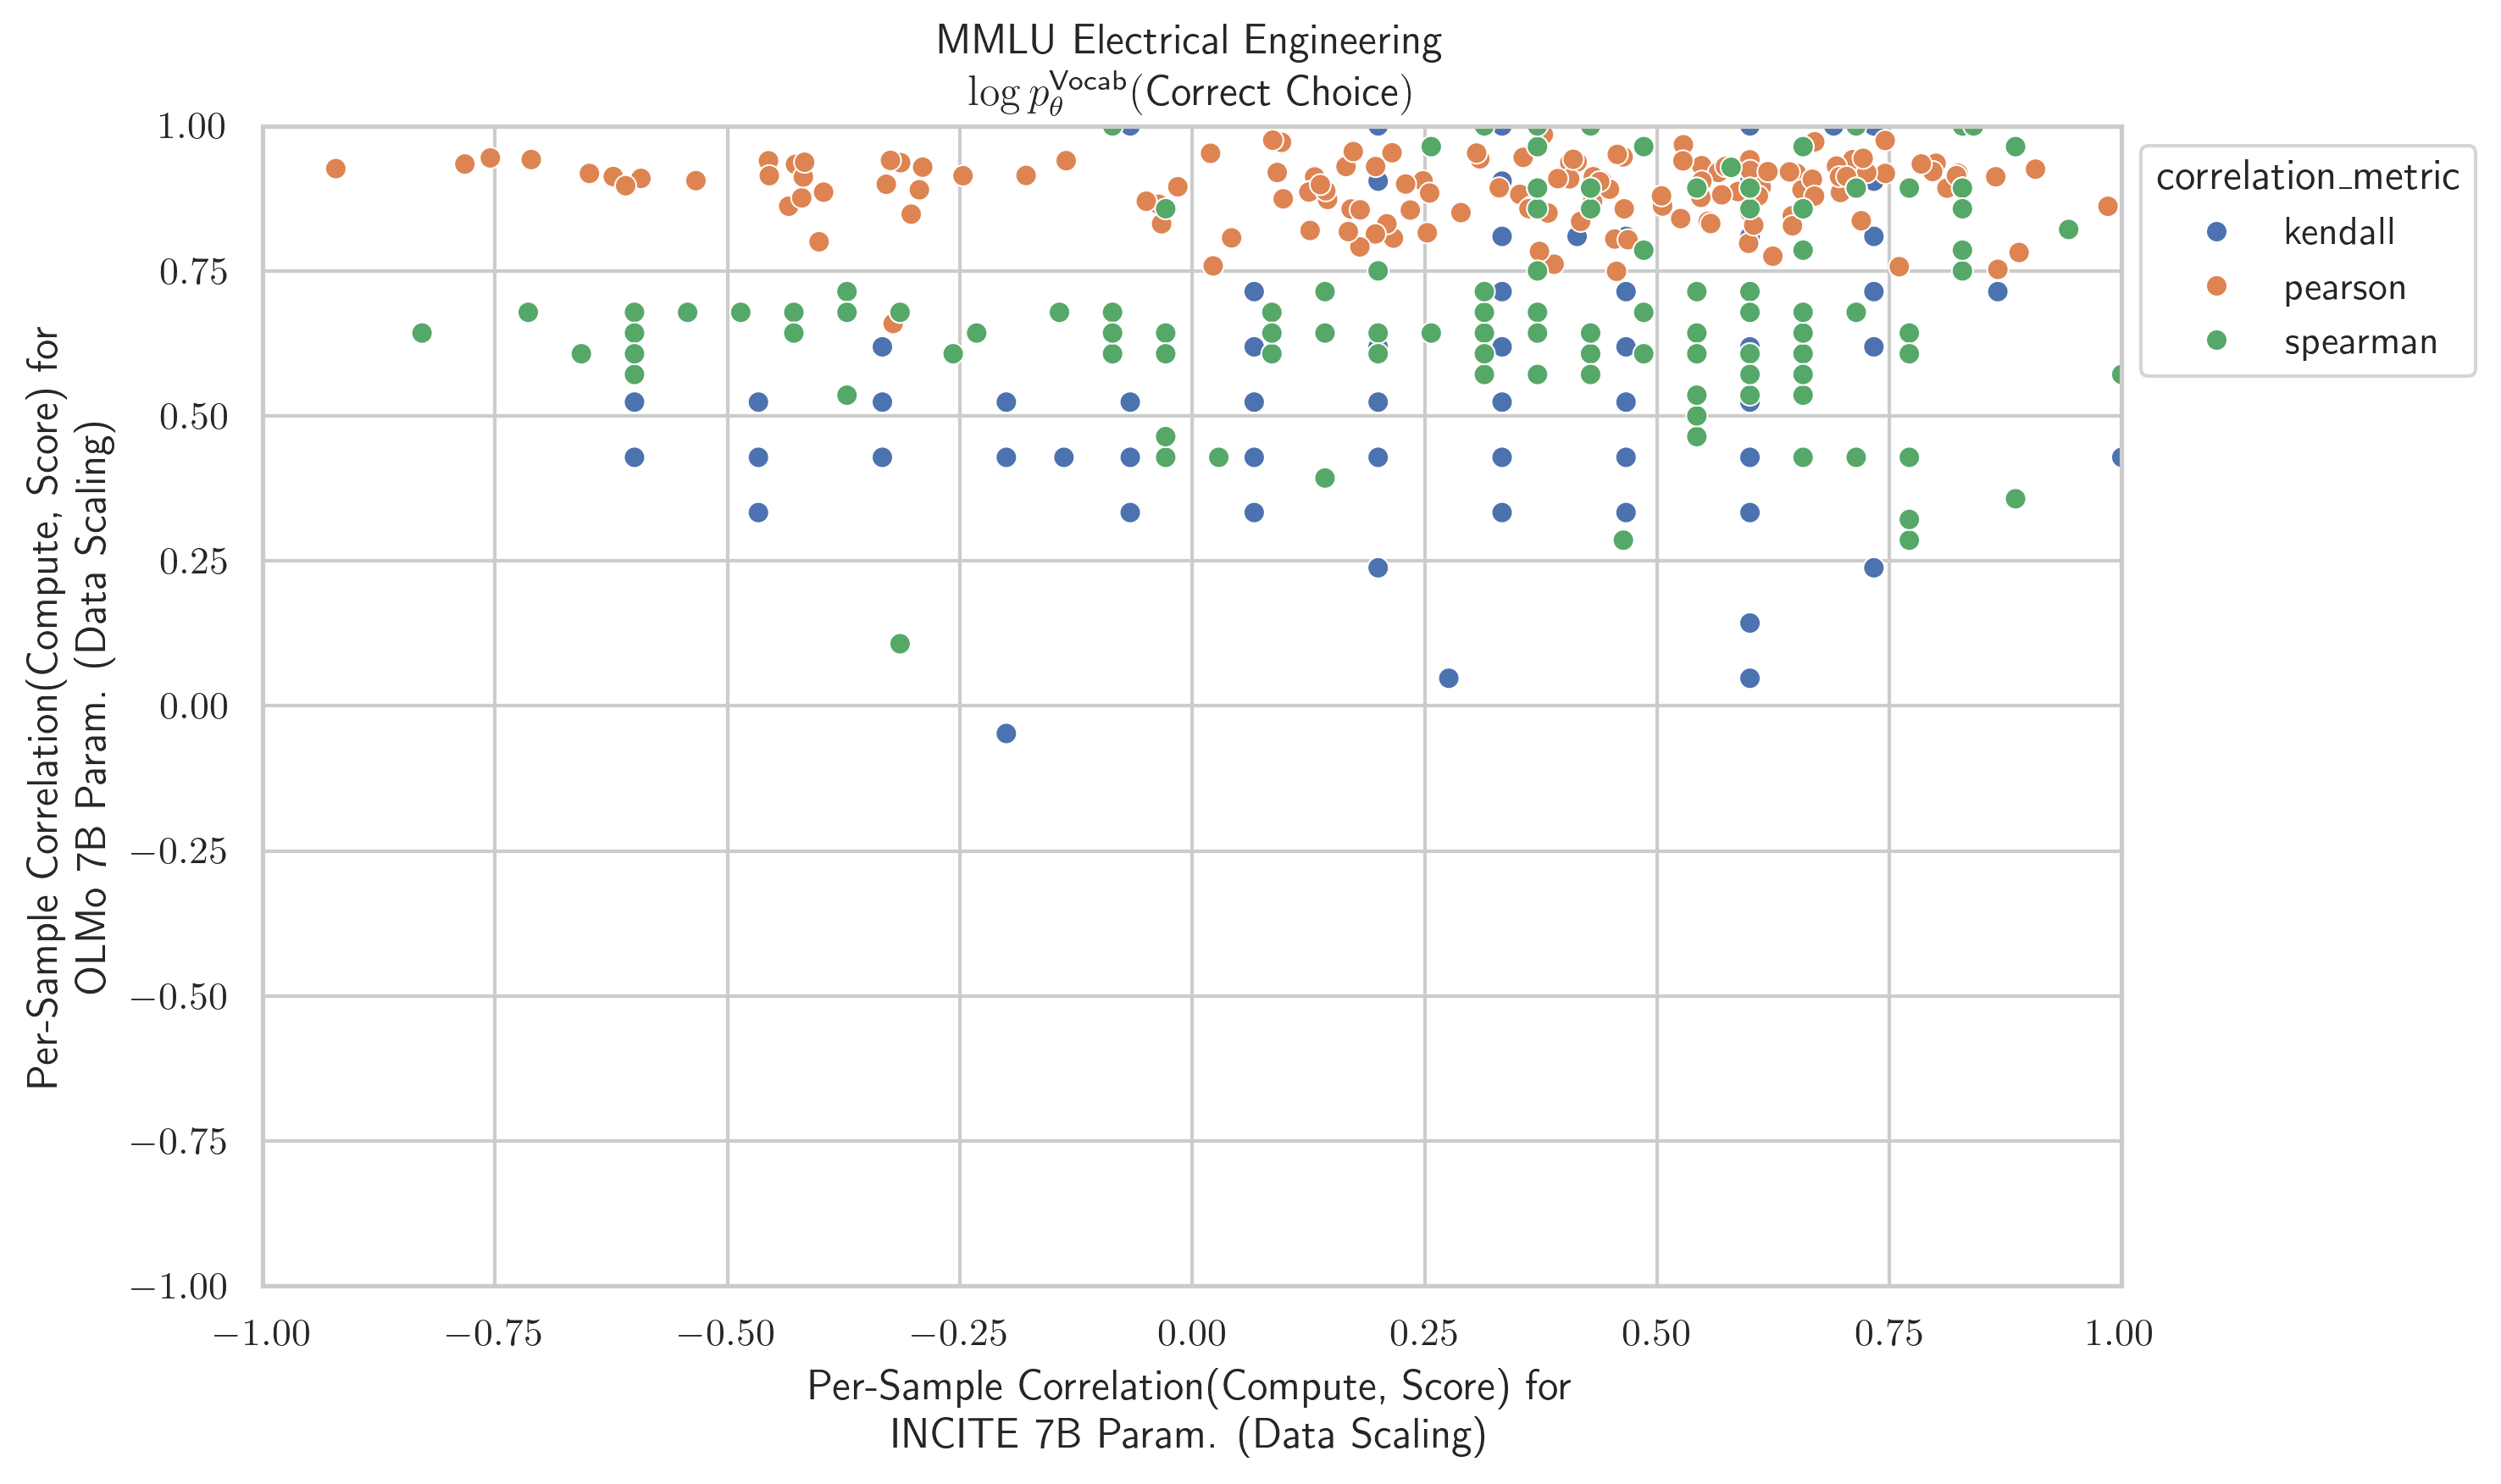 MMLU Electrical Engineering
log p_θ^Vocab(Correct Choice)
Per-Sample Correlation(Compute, Score) for
OLMo 7B Param. (Data Scaling)
1.00
0.75
0.50
0.25
0.00
−0.25
−0.50
−0.75
−1.00
−1.00 −0.75 −0.50 −0.25 0.00 0.25 0.50 0.75 1.00
Per-Sample Correlation(Compute, Score) for
INCITE 7B Param. (Data Scaling)
correlation_metric
kendall
pearson
spearman